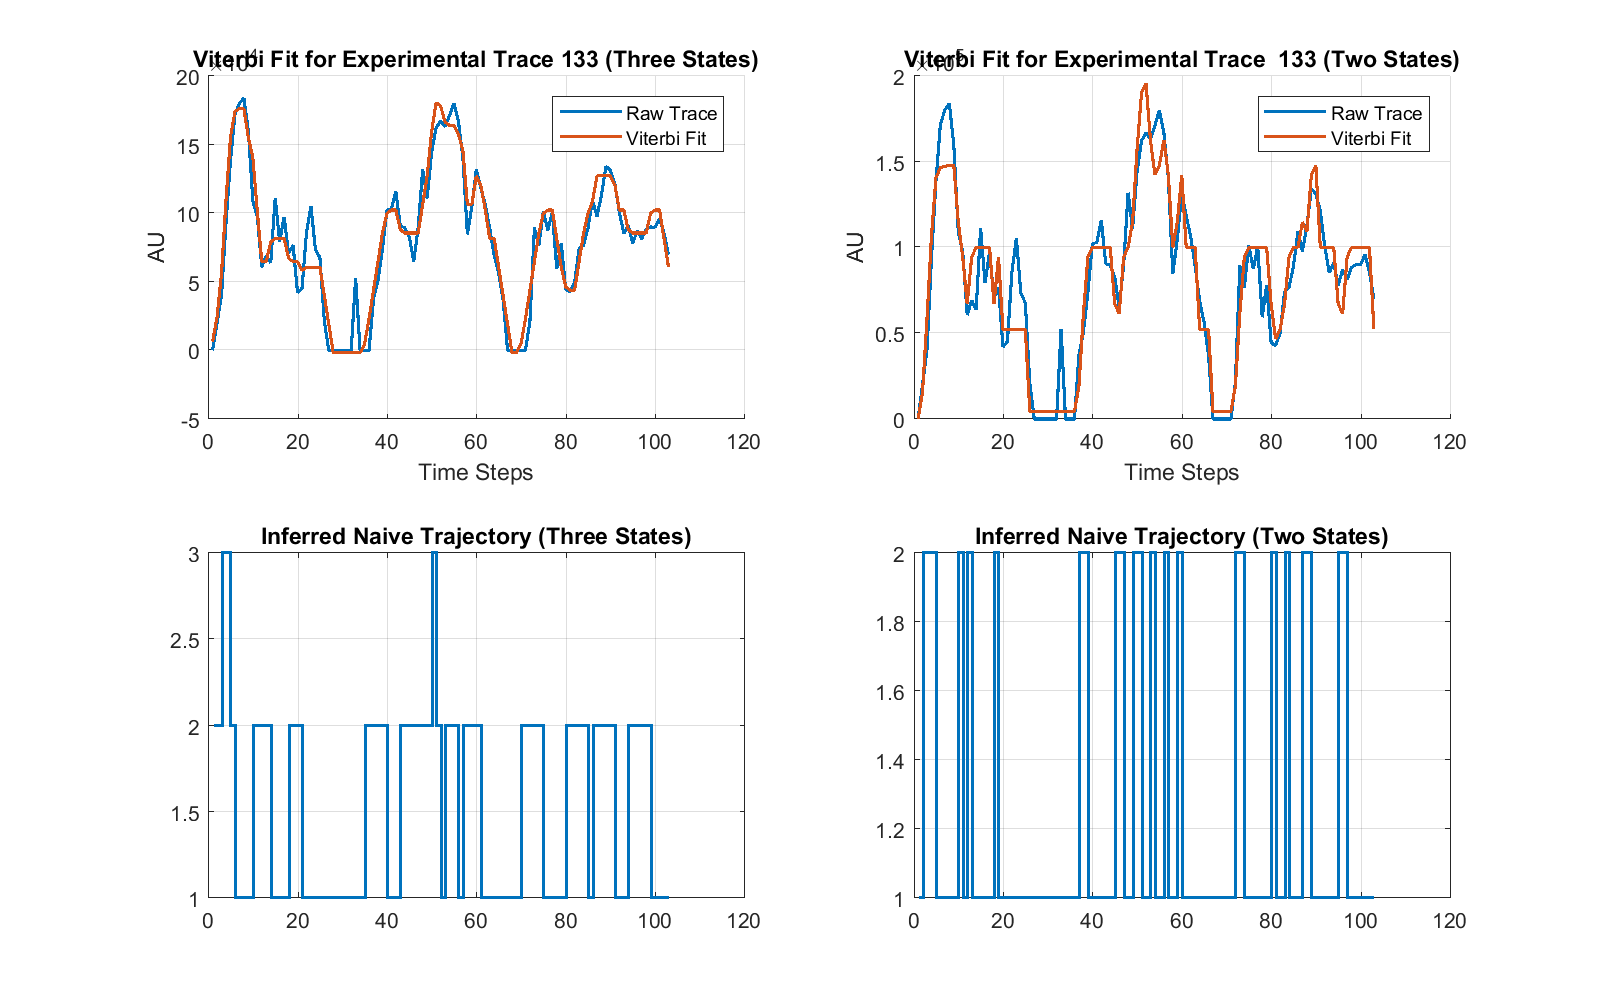 Viterbi Fit for Experimental Trace 133 (Three States)
×10⁴
20
15
10
5
0
-5
AU
Raw Trace
Viterbi Fit
0 20 40 60 80 100 120
Time Steps
Viterbi Fit for Experimental Trace  133 (Two States)
×10⁵
2
1.5
1
0.5
0
AU
Raw Trace
Viterbi Fit
0 20 40 60 80 100 120
Time Steps
Inferred Naive Trajectory (Three States)
3
2.5
2
1.5
1
0 20 40 60 80 100 120
Inferred Naive Trajectory (Two States)
2
1.8
1.6
1.4
1.2
1
0 20 40 60 80 100 120